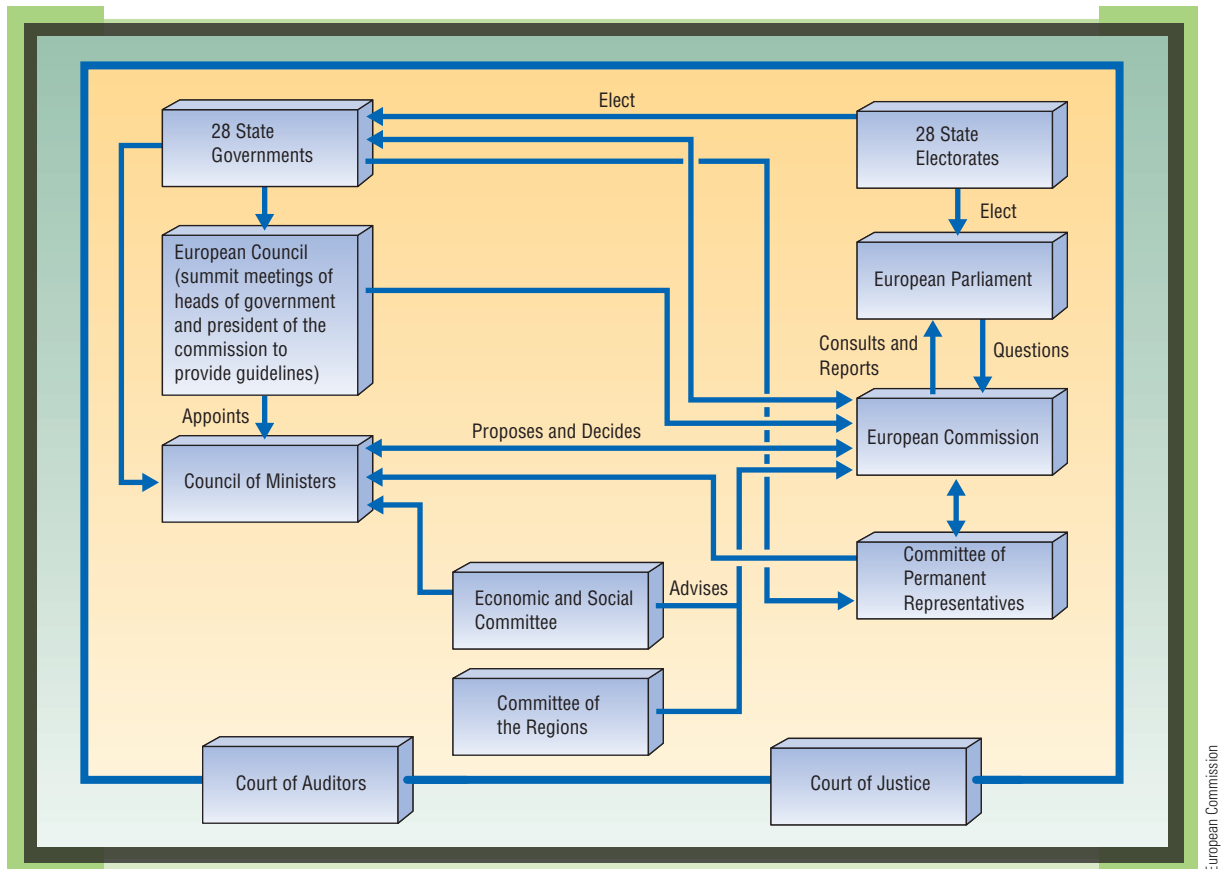 Elect
28 State
Governments
28 State
Electorates
Elect
European Council
(summit meetings of
heads of government
and president of the
commission to
provide guidelines)
European Parliament
Consults and
Reports
Questions
Appoints
Proposes and Decides
European Commission
Council of Ministers
Committee of
Permanent
Representatives
Economic and Social
Committee
Advises
Committee of
the Regions
Court of Auditors
Court of Justice
European Commission